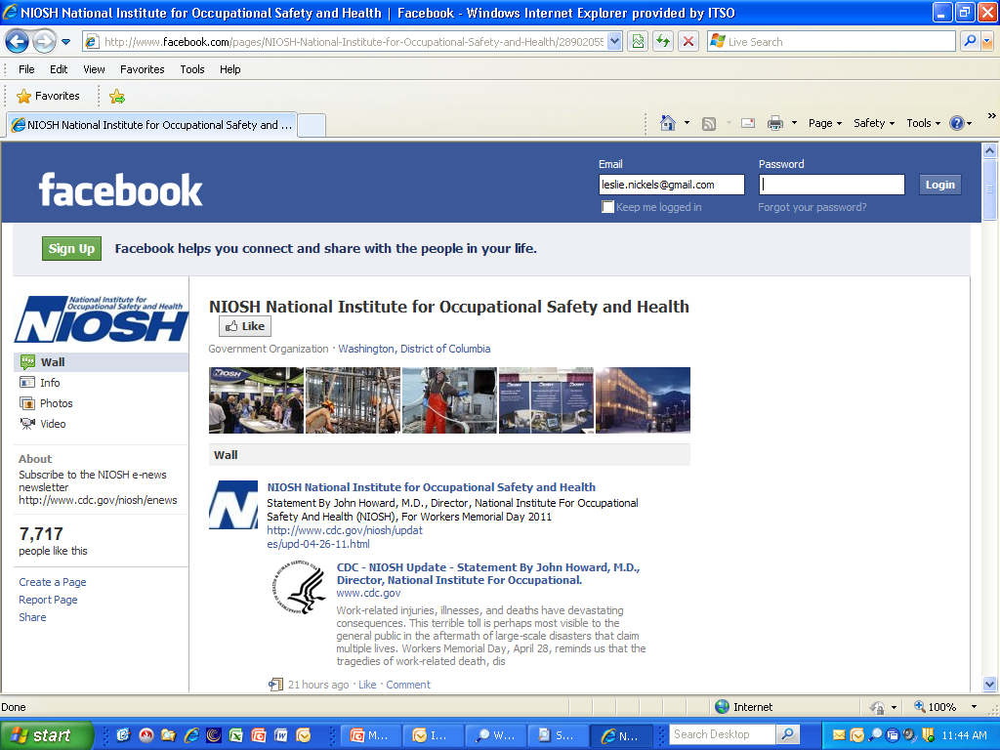 NIOSH National Institute for Occupational Safety and Health | Facebook - Windows Internet Explorer provided by ITSO
http://www.facebook.com/pages/NIOSH-National-Institute-for-Occupational-Safety-and-Health/28902055
Live Search
File Edit View Favorites Tools Help
Favorites
NIOSH National Institute for Occupational Safety and ...
Page Safety Tools
facebook
Email Password
leslie.nickels@gmail.com
Login
Keep me logged in Forgot your password?
Sign Up Facebook helps you connect and share with the people in your life.
National Institute for
Occupational Safety and Health
NIOSH
Wall
Info
Photos
Video
About
Subscribe to the NIOSH e-news
newsletter
http://www.cdc.gov/niosh/enews
7,717
people like this
Create a Page
Report Page
Share
NIOSH National Institute for Occupational Safety and Health
Like
Government Organization · Washington, District of Columbia
NIOSH
Wall
NIOSH National Institute for Occupational Safety and Health
Statement By John Howard, M.D., Director, National Institute For Occupational
Safety And Health (NIOSH), For Workers Memorial Day 2011
http://www.cdc.gov/niosh/updat
es/upd-04-26-11.html
CDC - NIOSH Update - Statement By John Howard, M.D.,
Director, National Institute For Occupational.
www.cdc.gov
Work-related injuries, illnesses, and deaths have devastating
consequences. This terrible toll is perhaps most visible to the
general public in the aftermath of large-scale disasters that claim
multiple lives. Workers Memorial Day, April 28, reminds us that the
tragedies of work-related death, dis
21 hours ago · Like · Comment
Done Internet 100%
start M... I... W... S... N... Search Desktop 11:44 AM